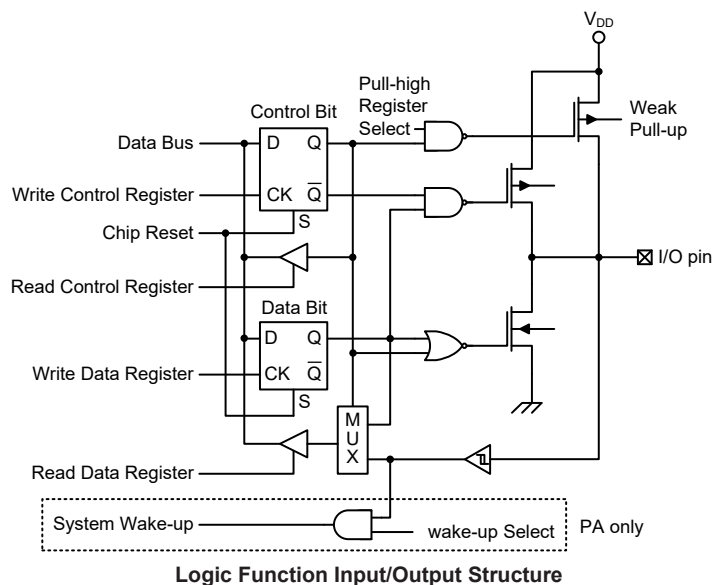 VDD
Pull-high
Register
Select
Weak
Pull-up
Control Bit
Data Bus
D
Q
Write Control Register
CK
Q̅
S
Chip Reset
I/O pin
Read Control Register
Data Bit
D
Q
Write Data Register
CK
Q̅
S
M
U
X
Read Data Register
System Wake-up
wake-up Select
PA only
Logic Function Input/Output Structure